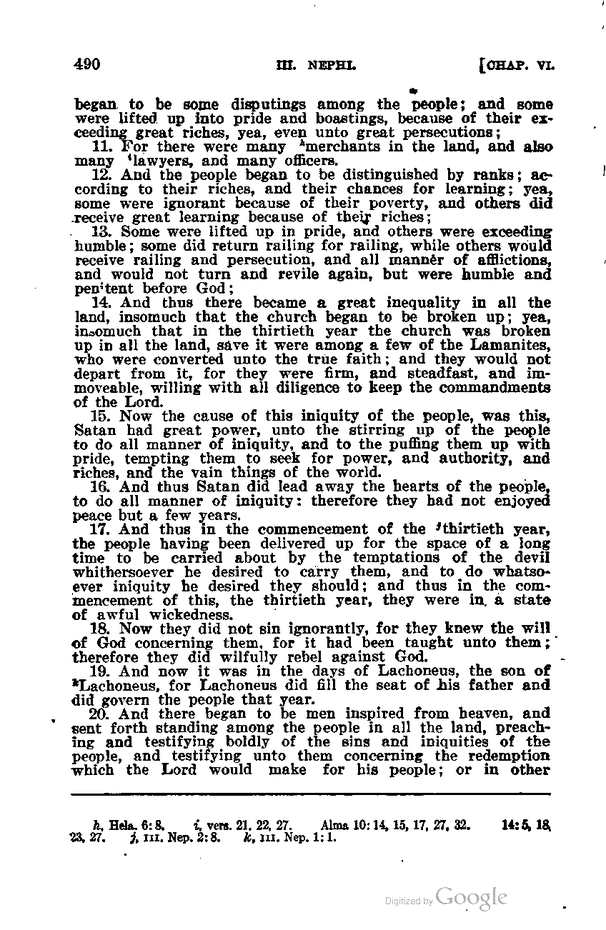 490 III. NEPHI. [CHAP. VI.
began to be some disputings among the people; and some
were lifted up into pride and boastings, because of their ex-
ceeding great riches, yea, even unto great persecutions;
11. For there were many hmerchants in the land, and also
many ilawyers, and many officers.
12. And the people began to be distinguished by ranks; ac-
cording to their riches, and their chances for learning; yea,
some were ignorant because of their poverty, and others did
receive great learning because of their riches;
13. Some were lifted up in pride, and others were exceeding
humble; some did return railing for railing, while others would
receive railing and persecution, and all manner of afflictions,
and would not turn and revile again, but were humble and
penitent before God;
14. And thus there became a great inequality in all the
land, insomuch that the church began to be broken up; yea,
insomuch that in the thirtieth year the church was broken
up in all the land, save it were among a few of the Lamanites,
who were converted unto the true faith; and they would not
depart from it, for they were firm, and steadfast, and im-
moveable, willing with all diligence to keep the commandments
of the Lord.
15. Now the cause of this iniquity of the people, was this,
Satan had great power, unto the stirring up of the people
to do all manner of iniquity, and to the puffing them up with
pride, tempting them to seek for power, and authority, and
riches, and the vain things of the world.
16. And thus Satan did lead away the hearts of the people,
to do all manner of iniquity: therefore they had not enjoyed
peace but a few years.
17. And thus in the commencement of the jthirtieth year,
the people having been delivered up for the space of a long
time to be carried about by the temptations of the devil
whithersoever he desired to carry them, and to do whatso-
ever iniquity he desired they should; and thus in the com-
mencement of this, the thirtieth year, they were in a state
of awful wickedness.
18. Now they did not sin ignorantly, for they knew the will
of God concerning them, for it had been taught unto them;
therefore they did wilfully rebel against God.
19. And now it was in the days of Lachoneus, the son of
kLachoneus, for Lachoneus did fill the seat of his father and
did govern the people that year.
20. And there began to be men inspired from heaven, and
sent forth standing among the people in all the land, preach-
ing and testifying boldly of the sins and iniquities of the
people, and testifying unto them concerning the redemption
which the Lord would make for his people; or in other
h, Hela. 6:8. i, vers. 21, 22, 27. Alma 10:14, 15, 17, 27, 32. 14:5, 18,
23, 27. j, III. Nep. 2:8. k, III. Nep. 1:1.
Digitized by Google